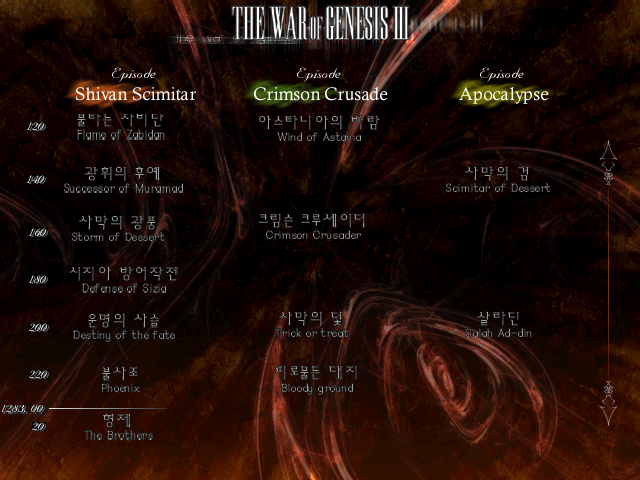 THE WAR OF GENESIS III
Episode Episode Episode
Shivan Scimitar Crimson Crusade Apocalypse
120 불타는 자비단 아스타니아의 바람
Flame of Zabidan Wind of Astania
140 광휘의 후예 사막의 검
Successor of Muramad Scimitar of Dessert
160 사막의 광풍 크림슨 크루세이더
Storm of Dessert Crimson Crusader
180 시지아 방어작전
Defense of Sizia
200 운명의 사슬 사막의 덫 살라딘
Destiny of the fate Trick or treat Salah Ad-din
220 불사조 피로물든 대지
Phoenix Bloody ground
1283, 00
20 형제
The Brothers